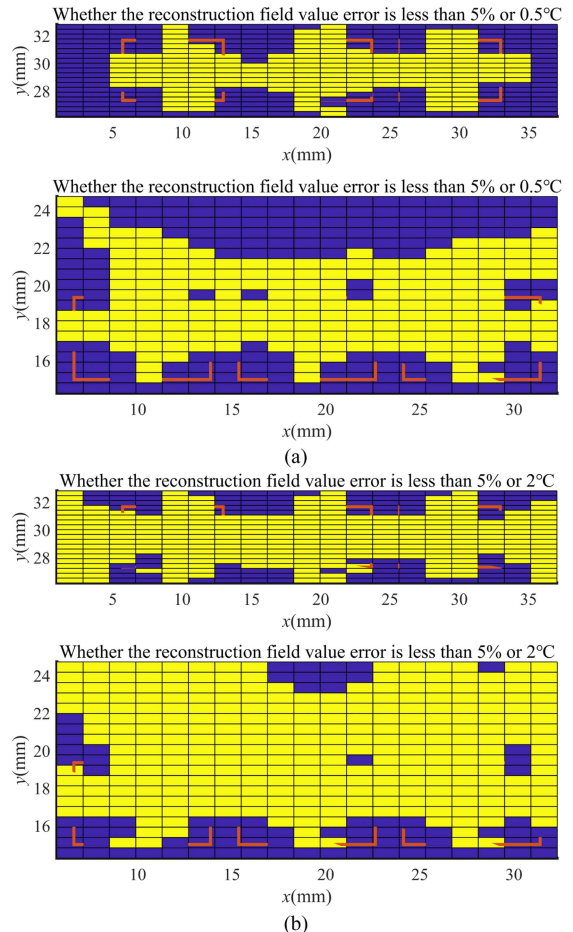 Whether the reconstruction field value error is less than 5% or 0.5℃
32
30
28
y(mm)
5 10 15 20 25 30 35
x(mm)
Whether the reconstruction field value error is less than 5% or 0.5℃
24
22
20
18
16
y(mm)
10 15 20 25 30
x(mm)
(a)
Whether the reconstruction field value error is less than 5% or 2℃
32
30
28
y(mm)
5 10 15 20 25 30 35
x(mm)
Whether the reconstruction field value error is less than 5% or 2℃
24
22
20
18
16
y(mm)
10 15 20 25 30
x(mm)
(b)